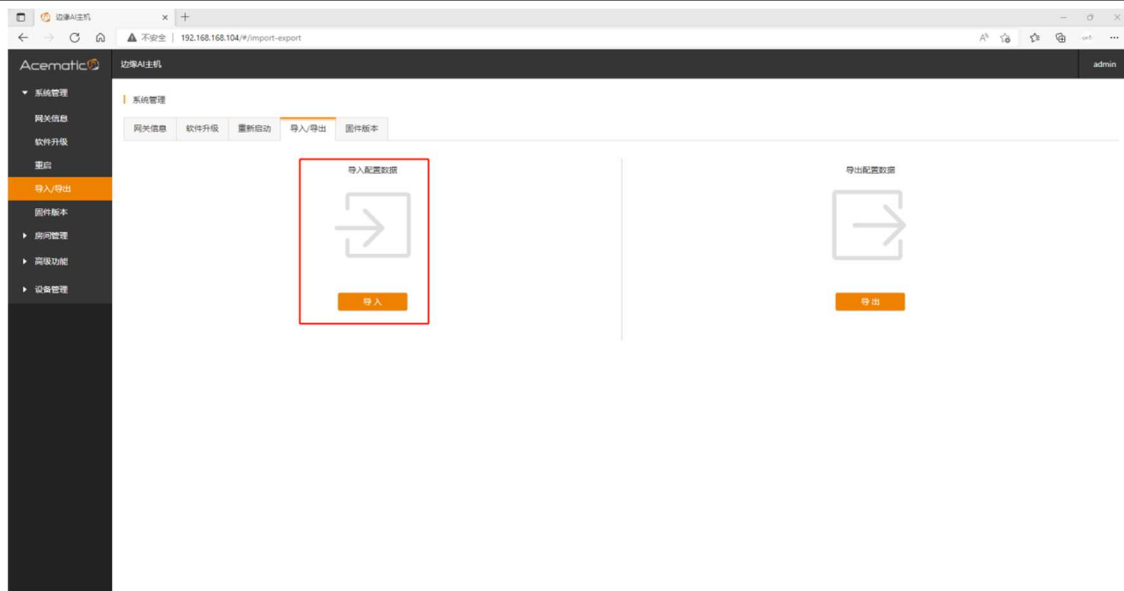 边缘AI主机
不安全 192.168.168.104/#/import-export
Acematic
边缘AI主机
admin
系统管理
网关信息
软件升级
重启
导入/导出
固件版本
房间管理
高级功能
设备管理
系统管理
网关信息 软件升级 重新启动 导入/导出 固件版本
导入配置数据
导入
导出配置数据
导出